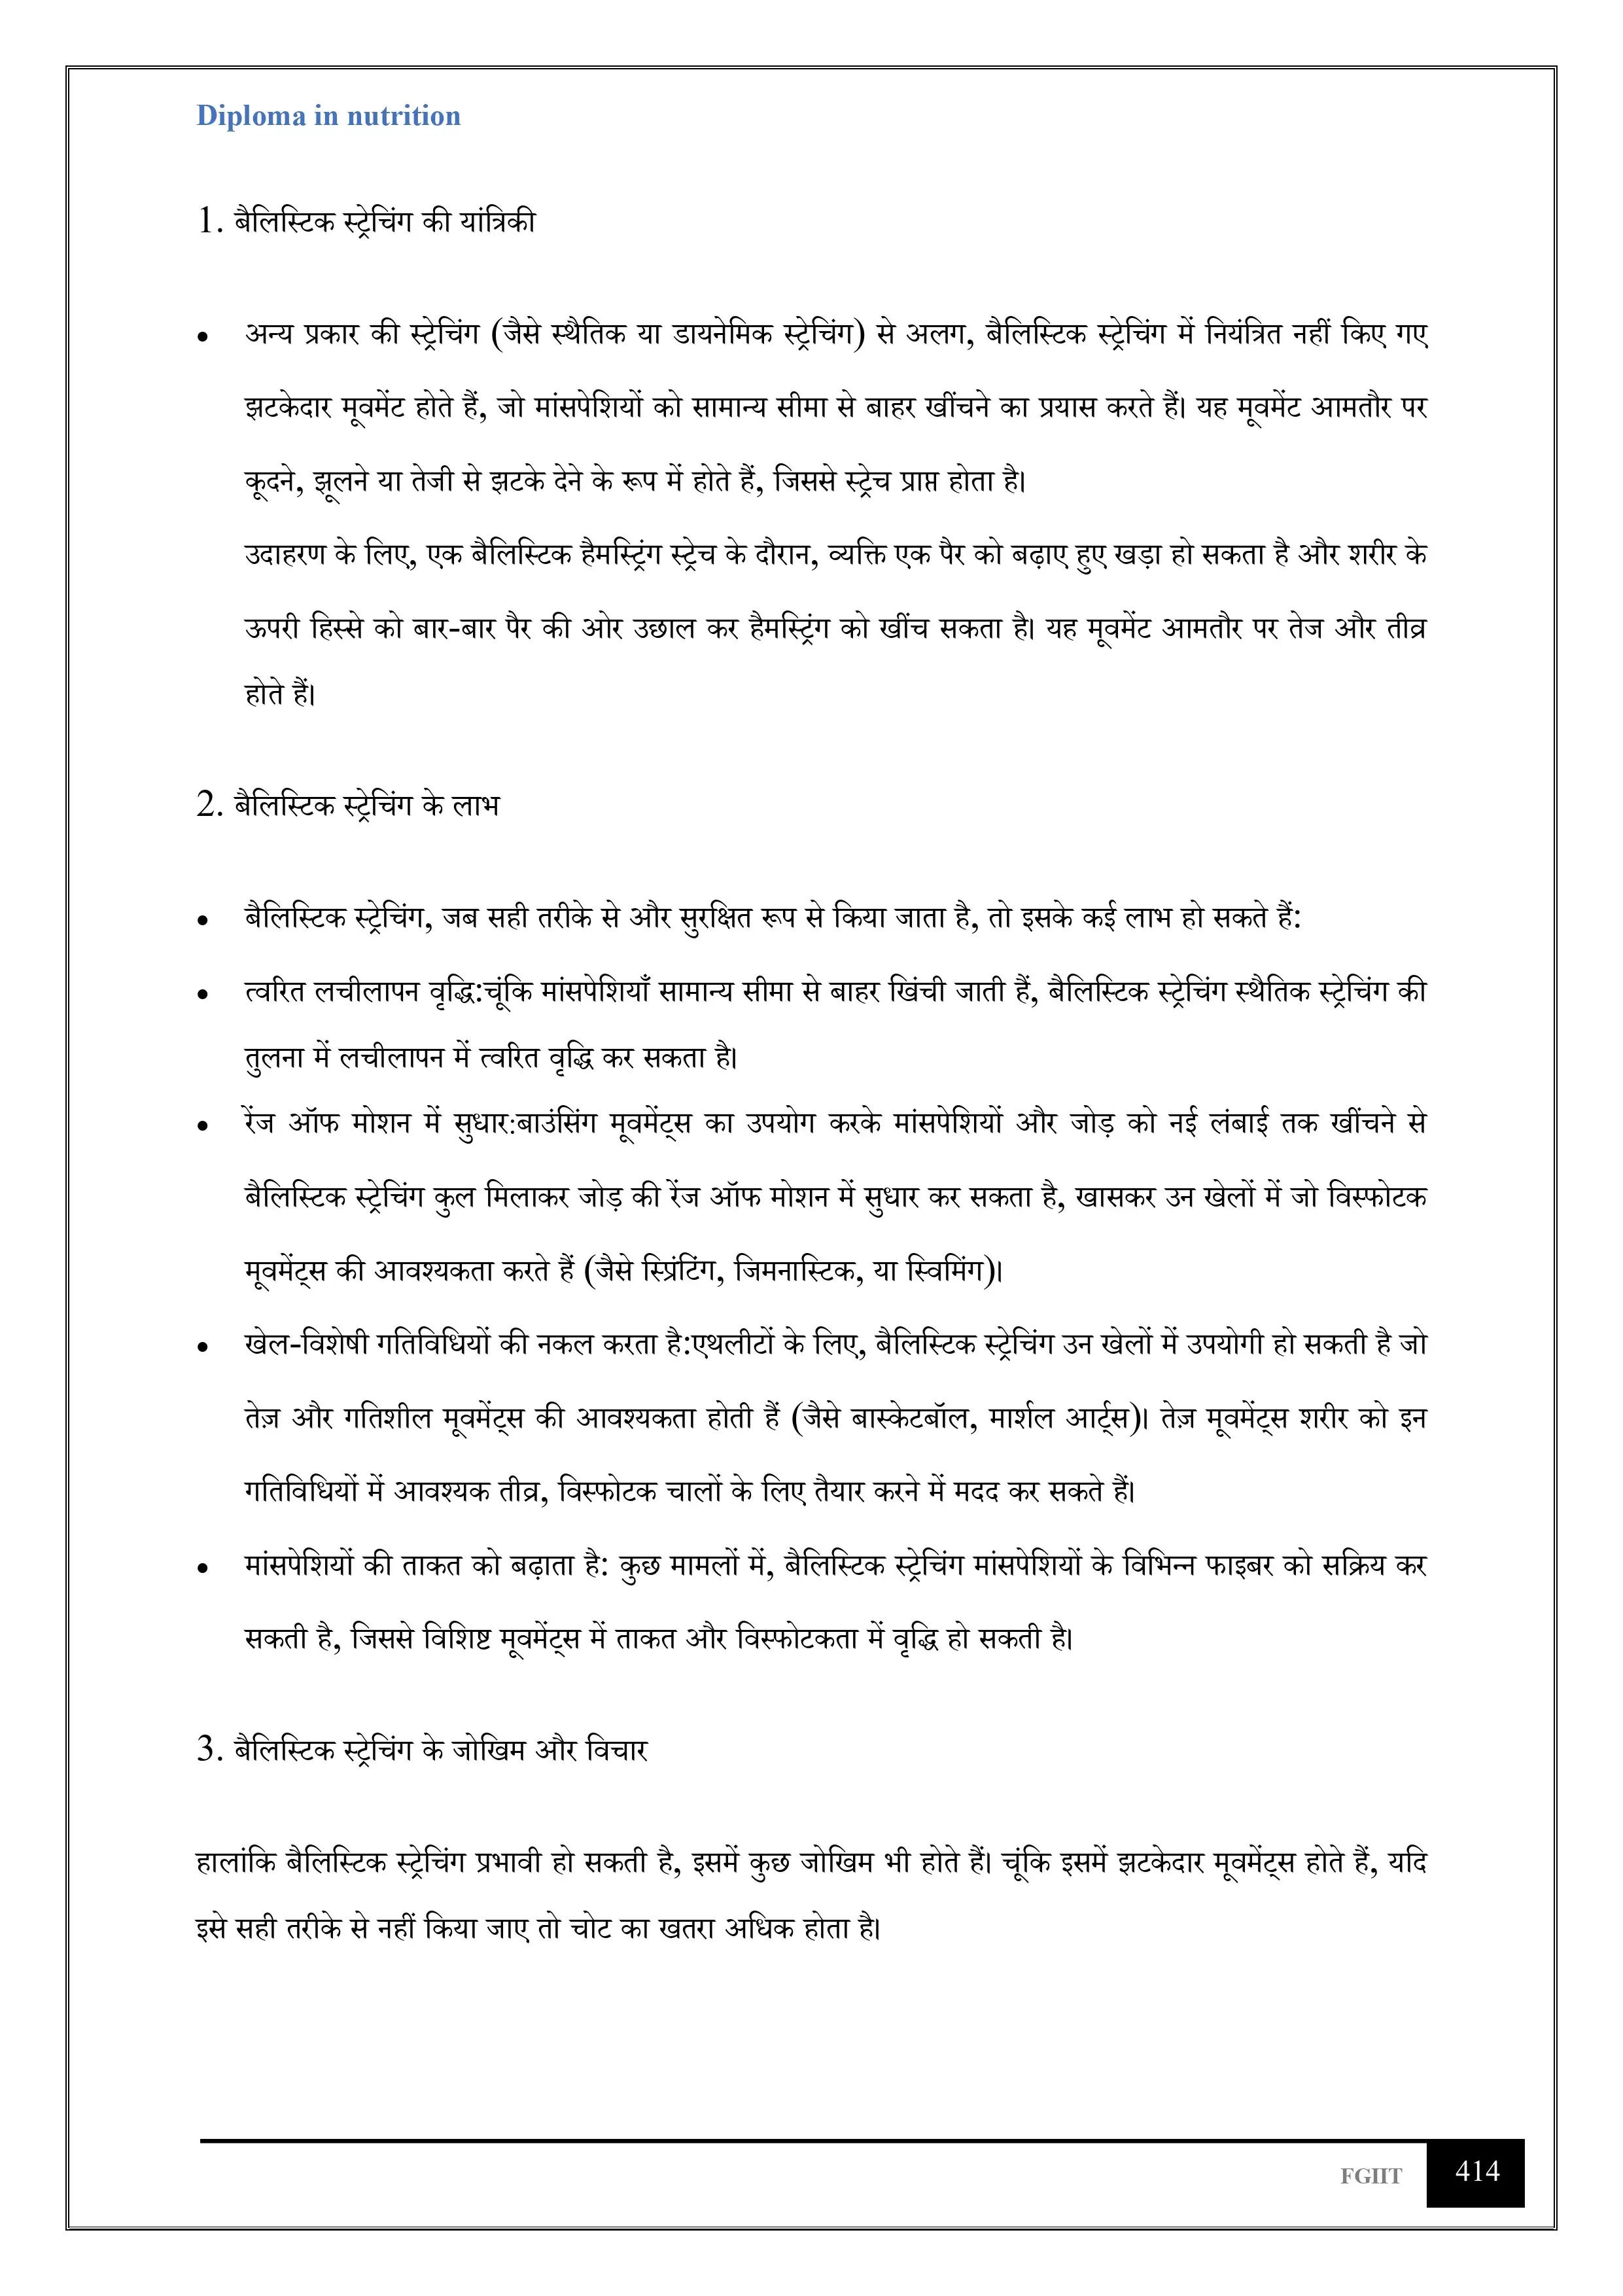 Diploma in nutrition
1. बैलिस्टिक स्ट्रेचिंग की यांत्रिकी
• अन्य प्रकार की स्ट्रेचिंग (जैसे स्थैतिक या डायनेमिक स्ट्रेचिंग) से अलग, बैलिस्टिक स्ट्रेचिंग में नियंत्रित नहीं किए गए
झटकेदार मूवमेंट होते हैं, जो मांसपेशियों को सामान्य सीमा से बाहर खींचने का प्रयास करते हैं। यह मूवमेंट आमतौर पर
कूदने, झूलने या तेजी से झटके देने के रूप में होते हैं, जिससे स्ट्रेच प्राप्त होता है।
उदाहरण के लिए, एक बैलिस्टिक हैमस्ट्रिंग स्ट्रेच के दौरान, व्यक्ति एक पैर को बढ़ाए हुए खड़ा हो सकता है और शरीर के
ऊपरी हिस्से को बार-बार पैर की ओर उछाल कर हैमस्ट्रिंग को खींच सकता है। यह मूवमेंट आमतौर पर तेज और तीव्र
होते हैं।
2. बैलिस्टिक स्ट्रेचिंग के लाभ
• बैलिस्टिक स्ट्रेचिंग, जब सही तरीके से और सुरक्षित रूप से किया जाता है, तो इसके कई लाभ हो सकते हैं:
• त्वरित लचीलापन वृद्धि:चूंकि मांसपेशियाँ सामान्य सीमा से बाहर खिंची जाती हैं, बैलिस्टिक स्ट्रेचिंग स्थैतिक स्ट्रेचिंग की
तुलना में लचीलापन में त्वरित वृद्धि कर सकता है।
• रेंज ऑफ मोशन में सुधार:बाउंसिंग मूवमेंट्स का उपयोग करके मांसपेशियों और जोड़ को नई लंबाई तक खींचने से
बैलिस्टिक स्ट्रेचिंग कुल मिलाकर जोड़ की रेंज ऑफ मोशन में सुधार कर सकता है, खासकर उन खेलों में जो विस्फोटक
मूवमेंट्स की आवश्यकता करते हैं (जैसे स्प्रिंटिंग, जिमनास्टिक, या स्विमिंग)।
• खेल-विशेषी गतिविधियों की नकल करता है:एथलीटों के लिए, बैलिस्टिक स्ट्रेचिंग उन खेलों में उपयोगी हो सकती है जो
तेज़ और गतिशील मूवमेंट्स की आवश्यकता होती हैं (जैसे बास्केटबॉल, मार्शल आर्ट्स)। तेज़ मूवमेंट्स शरीर को इन
गतिविधियों में आवश्यक तीव्र, विस्फोटक चालों के लिए तैयार करने में मदद कर सकते हैं।
• मांसपेशियों की ताकत को बढ़ाता है: कुछ मामलों में, बैलिस्टिक स्ट्रेचिंग मांसपेशियों के विभिन्न फाइबर को सक्रिय कर
सकती है, जिससे विशिष्ट मूवमेंट्स में ताकत और विस्फोटकता में वृद्धि हो सकती है।
3. बैलिस्टिक स्ट्रेचिंग के जोखिम और विचार
हालांकि बैलिस्टिक स्ट्रेचिंग प्रभावी हो सकती है, इसमें कुछ जोखिम भी होते हैं। चूंकि इसमें झटकेदार मूवमेंट्स होते हैं, यदि
इसे सही तरीके से नहीं किया जाए तो चोट का खतरा अधिक होता है।
FGIIT 414